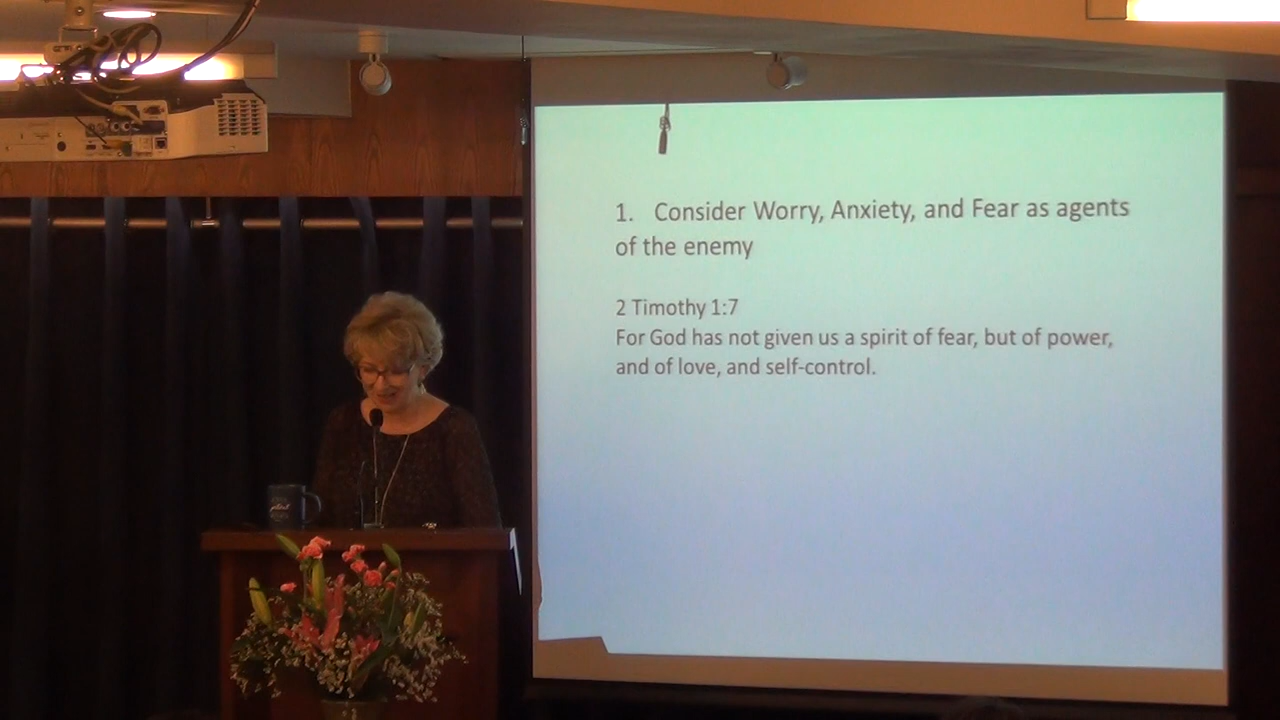 1. Consider Worry, Anxiety, and Fear as agents
of the enemy
2 Timothy 1:7
For God has not given us a spirit of fear, but of power,
and of love, and self-control.